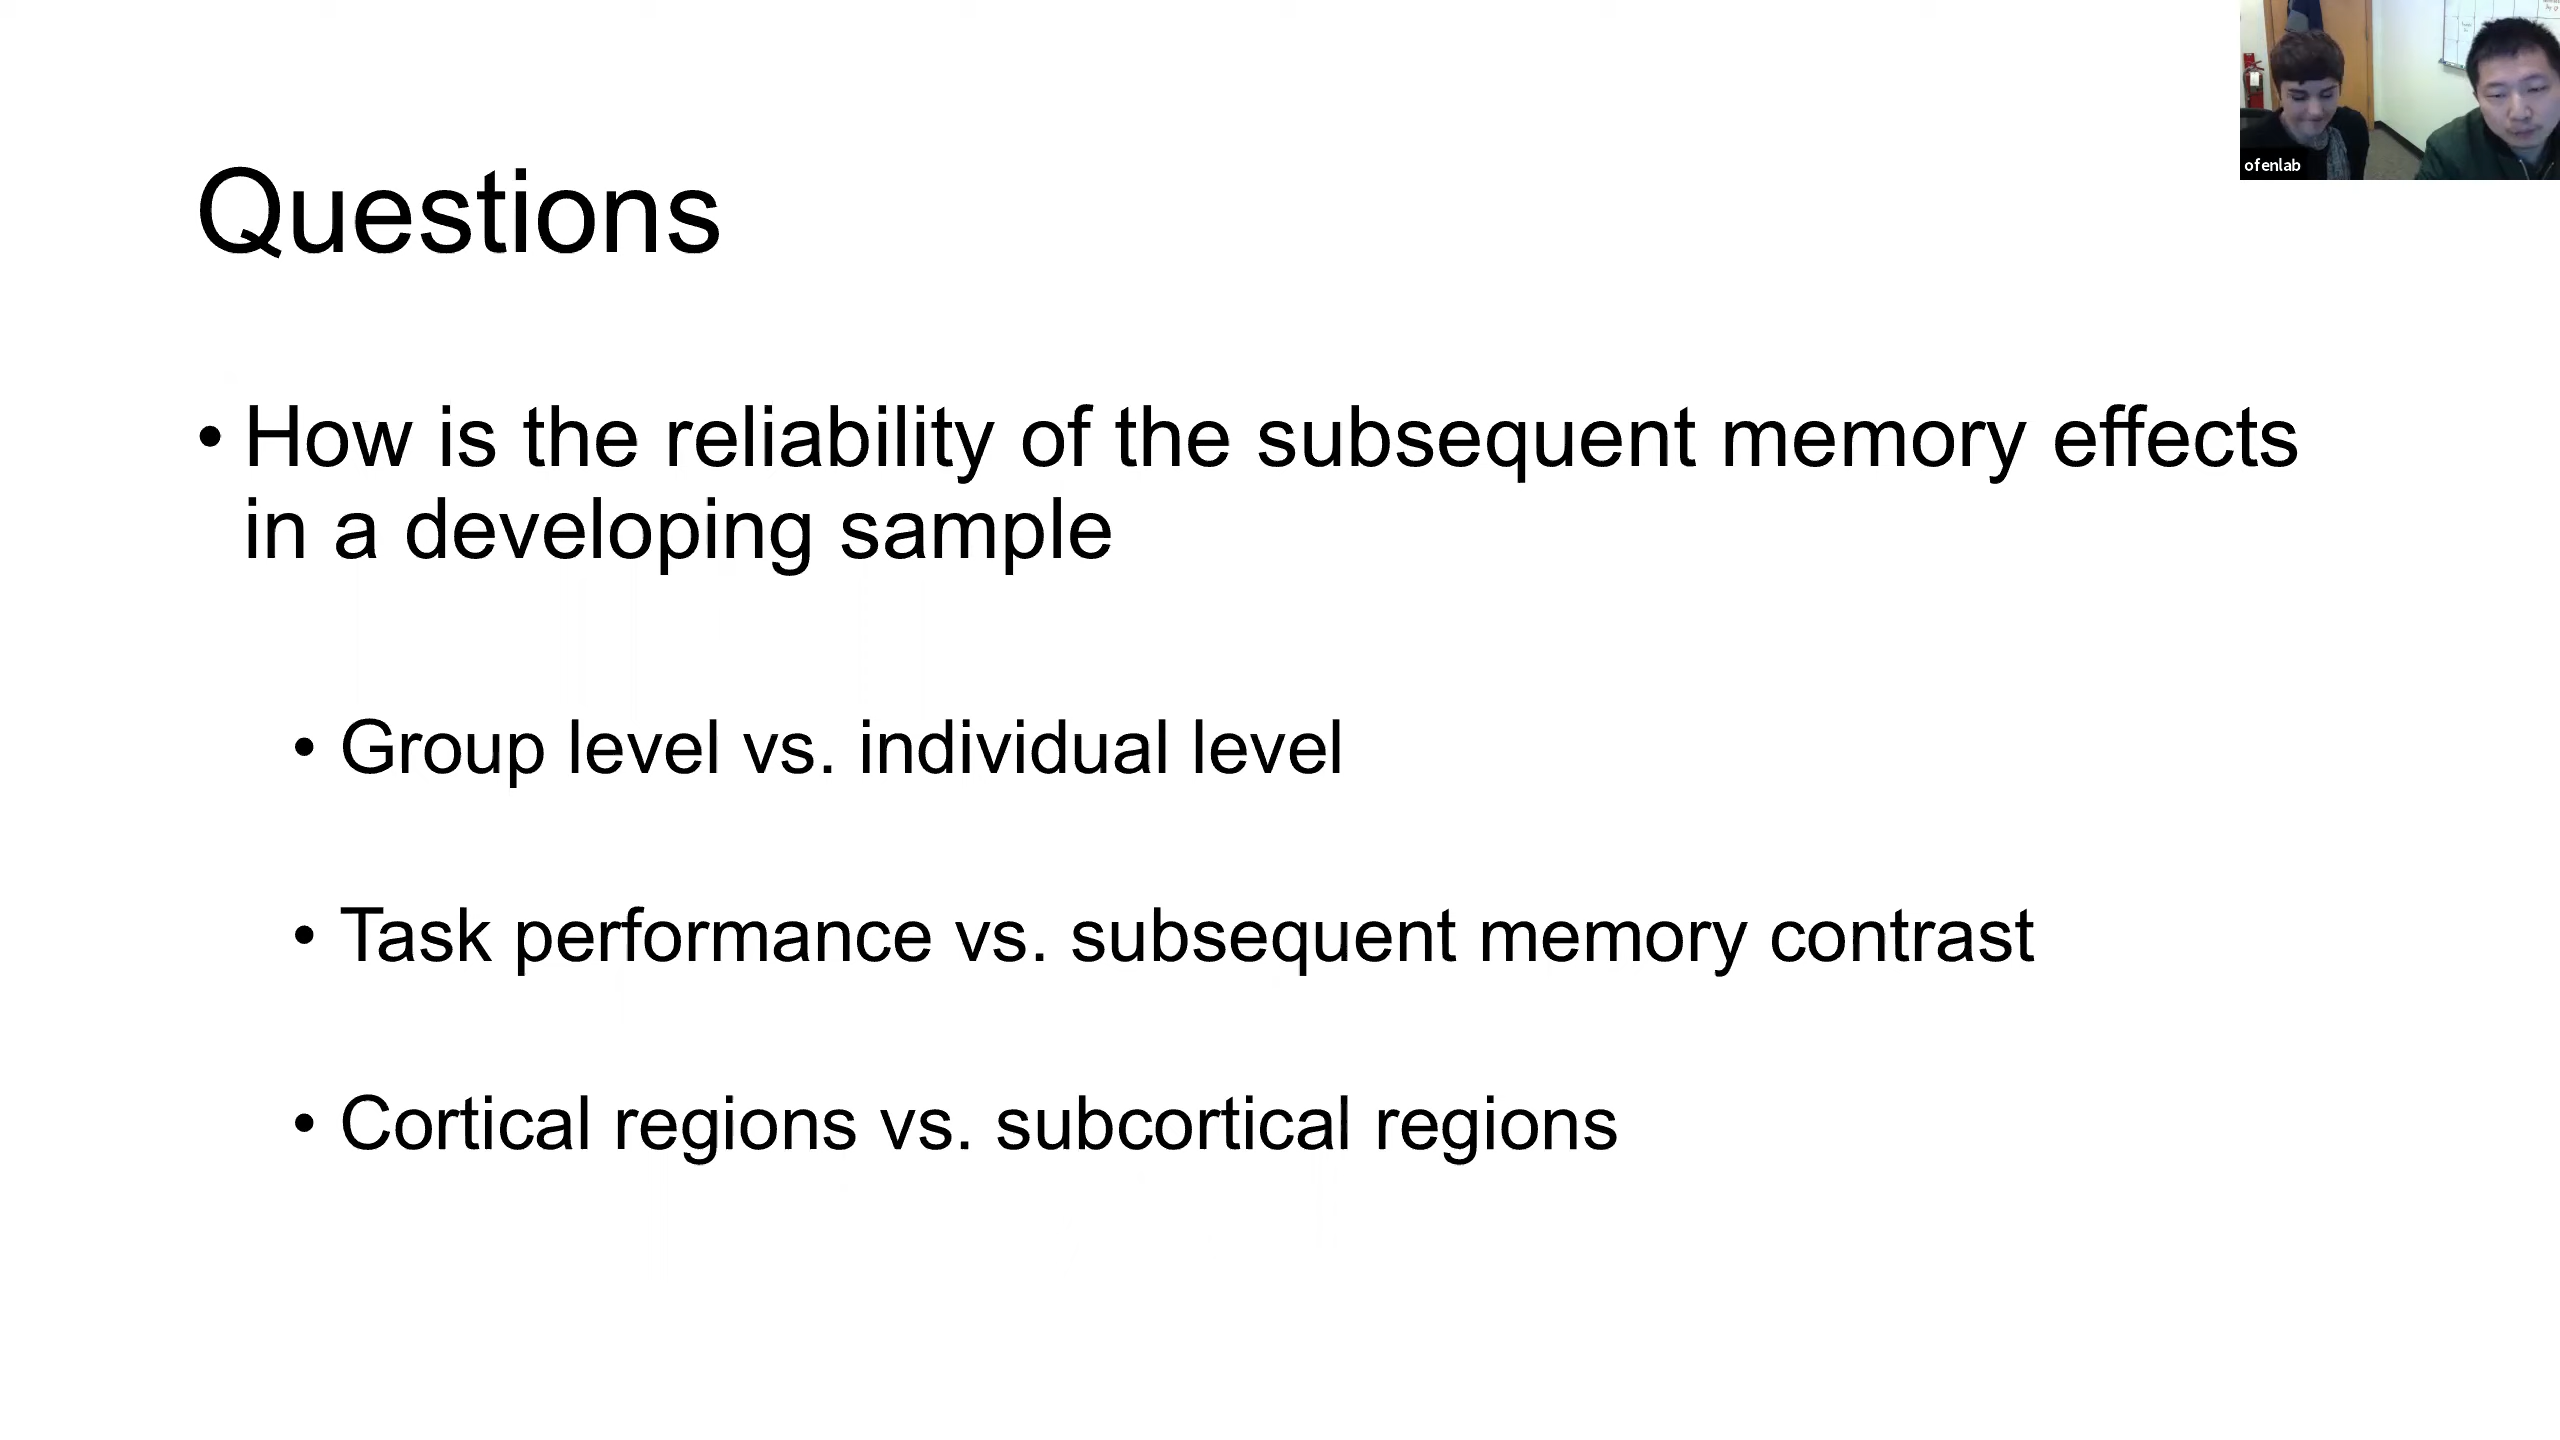 Questions
• How is the reliability of the subsequent memory effects
in a developing sample
• Group level vs. individual level
• Task performance vs. subsequent memory contrast
• Cortical regions vs. subcortical regions
ofenlab